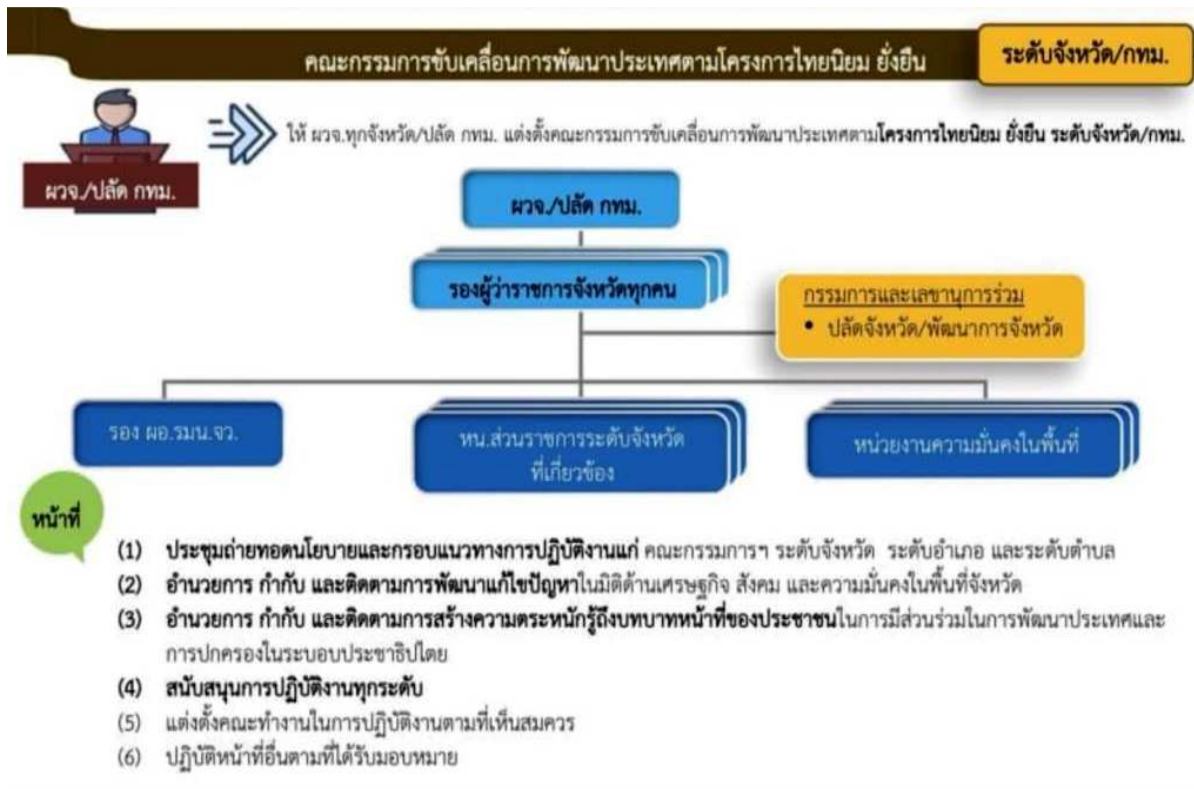 คณะกรรมการขับเคลื่อนการพัฒนาประเทศตามโครงการไทยนิยม ยั่งยืน
ระดับจังหวัด/กทม.
ผวจ./ปลัด กทม.
ให้ ผวจ.ทุกจังหวัด/ปลัด กทม. แต่งตั้งคณะกรรมการขับเคลื่อนการพัฒนาประเทศตามโครงการไทยนิยม ยั่งยืน ระดับจังหวัด/กทม.
ผวจ./ปลัด กทม.
รองผู้ว่าราชการจังหวัดทุกคน
กรรมการและเลขานุการร่วม
• ปลัดจังหวัด/พัฒนาการจังหวัด
รอง ผอ.รมน.จว.
หน.ส่วนราชการระดับจังหวัด
ที่เกี่ยวข้อง
หน่วยงานความมั่นคงในพื้นที่
หน้าที่
(1) ประชุมถ่ายทอดนโยบายและกรอบแนวทางการปฏิบัติงานแก่ คณะกรรมการฯ ระดับจังหวัด ระดับอำเภอ และระดับตำบล
(2) อำนวยการ กำกับ และติดตามการพัฒนาแก้ไขปัญหาในมิติด้านเศรษฐกิจ สังคม และความมั่นคงในพื้นที่จังหวัด
(3) อำนวยการ กำกับ และติดตามการสร้างความตระหนักรู้ถึงบทบาทหน้าที่ของประชาชนในการมีส่วนร่วมในการพัฒนาประเทศและ
การปกครองในระบอบประชาธิปไตย
(4) สนับสนุนการปฏิบัติงานทุกระดับ
(5) แต่งตั้งคณะทำงานในการปฏิบัติงานตามที่เห็นสมควร
(6) ปฏิบัติหน้าที่อื่นตามที่ได้รับมอบหมาย